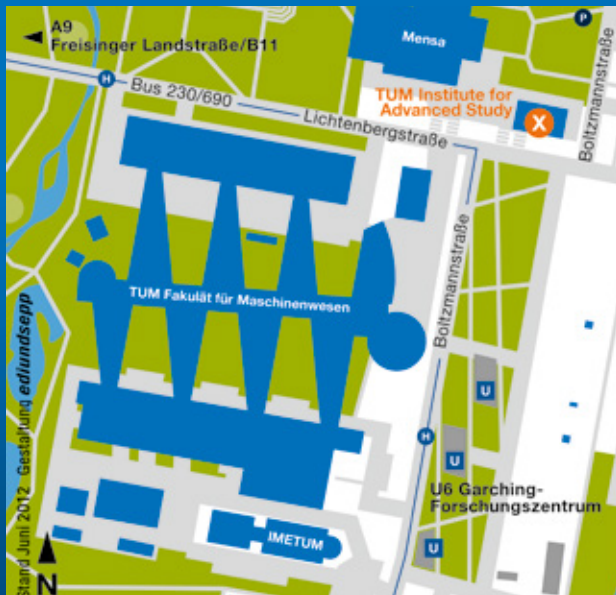 A9
Freisinger Landstraße/B11
Mensa
P
H
Bus 230/690
TUM Institute for
Advanced Study
X
Lichtenbergstraße
Boltzmannstraße
Boltzmannstraße
TUM Fakulät für Maschinenwesen
U
H
U
U6 Garching-
Forschungszentrum
U
IMETUM
Stand Juni 2012 Gestaltung ediundsepp
N